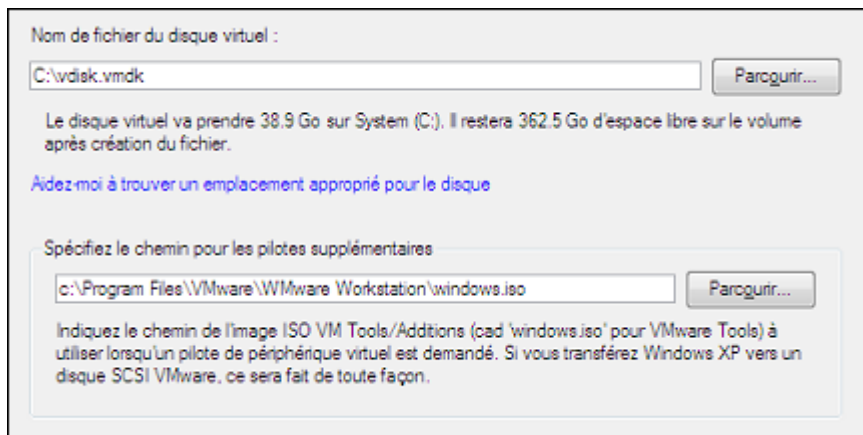 Nom de fichier du disque virtuel :
C:\vdisk.vmdk
Parcourir...
Le disque virtuel va prendre 38.9 Go sur System (C:). Il restera 362.5 Go d'espace libre sur le volume
après création du fichier.
Aidez-moi à trouver un emplacement approprié pour le disque
Spécifiez le chemin pour les pilotes supplémentaires
c:\Program Files\VMware\WMware Workstation\windows.iso
Parcourir...
Indiquez le chemin de l'image ISO VM Tools/Additions (cad 'windows.iso' pour VMware Tools) à
utiliser lorsqu'un pilote de périphérique virtuel est demandé. Si vous transférez Windows XP vers un
disque SCSI VMware, ce sera fait de toute façon.